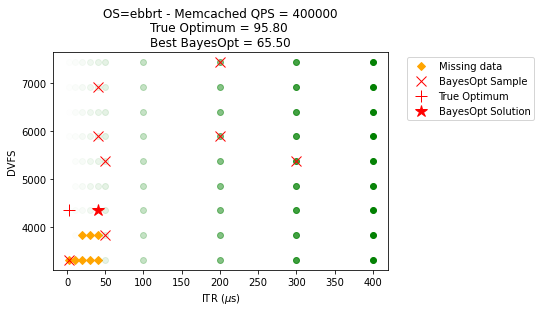 OS=ebbrt - Memcached QPS = 400000
True Optimum = 95.80
Best BayesOpt = 65.50
Missing data
BayesOpt Sample
True Optimum
BayesOpt Solution
DVFS
7000
6000
5000
4000
0 50 100 150 200 250 300 350 400
ITR (μs)